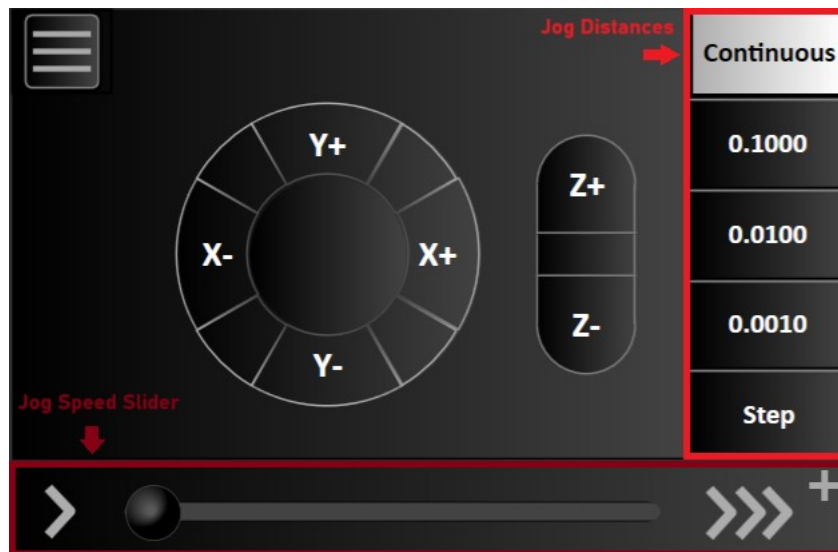 Jog Distances
Continuous
0.1000
Y+
Z+
X-
X+
0.0100
Z-
0.0010
Y-
Jog Speed Slider
Step
+